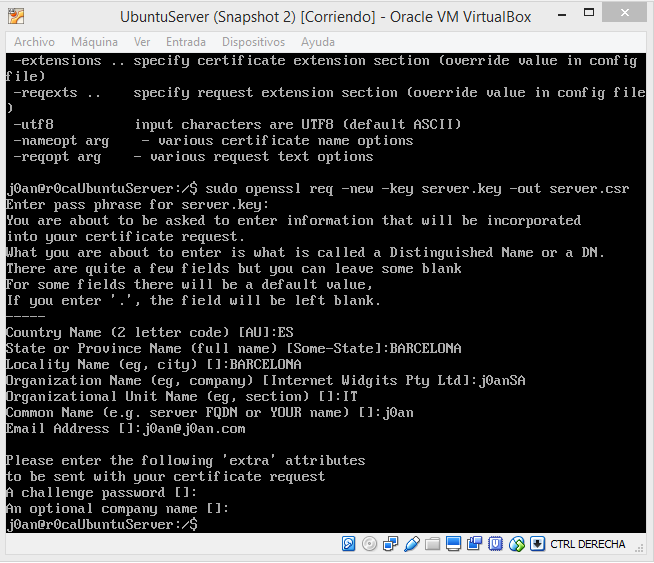 UbuntuServer (Snapshot 2) [Corriendo] - Oracle VM VirtualBox
Archivo Máquina Ver Entrada Dispositivos Ayuda
-extensions .. specify certificate extension section (override value in config
file)
-reqexts .. specify request extension section (override value in config file
)
-utf8 input characters are UTF8 (default ASCII)
-nameopt arg - various certificate name options
-reqopt arg - various request text options
j0an@r0caUbuntuServer:/$ sudo openssl req -new -key server.key -out server.csr
Enter pass phrase for server.key:
You are about to be asked to enter information that will be incorporated
into your certificate request.
What you are about to enter is what is called a Distinguished Name or a DN.
There are quite a few fields but you can leave some blank
For some fields there will be a default value,
If you enter '.', the field will be left blank.
-----
Country Name (2 letter code) [AU]:ES
State or Province Name (full name) [Some-State]:BARCELONA
Locality Name (eg, city) []:BARCELONA
Organization Name (eg, company) [Internet Widgits Pty Ltd]:j0anSA
Organizational Unit Name (eg, section) []:IT
Common Name (e.g. server FQDN or YOUR name) []:j0an
Email Address []:j0an@j0an.com
Please enter the following 'extra' attributes
to be sent with your certificate request
A challenge password []:
An optional company name []:
j0an@r0caUbuntuServer:/$
CTRL DERECHA